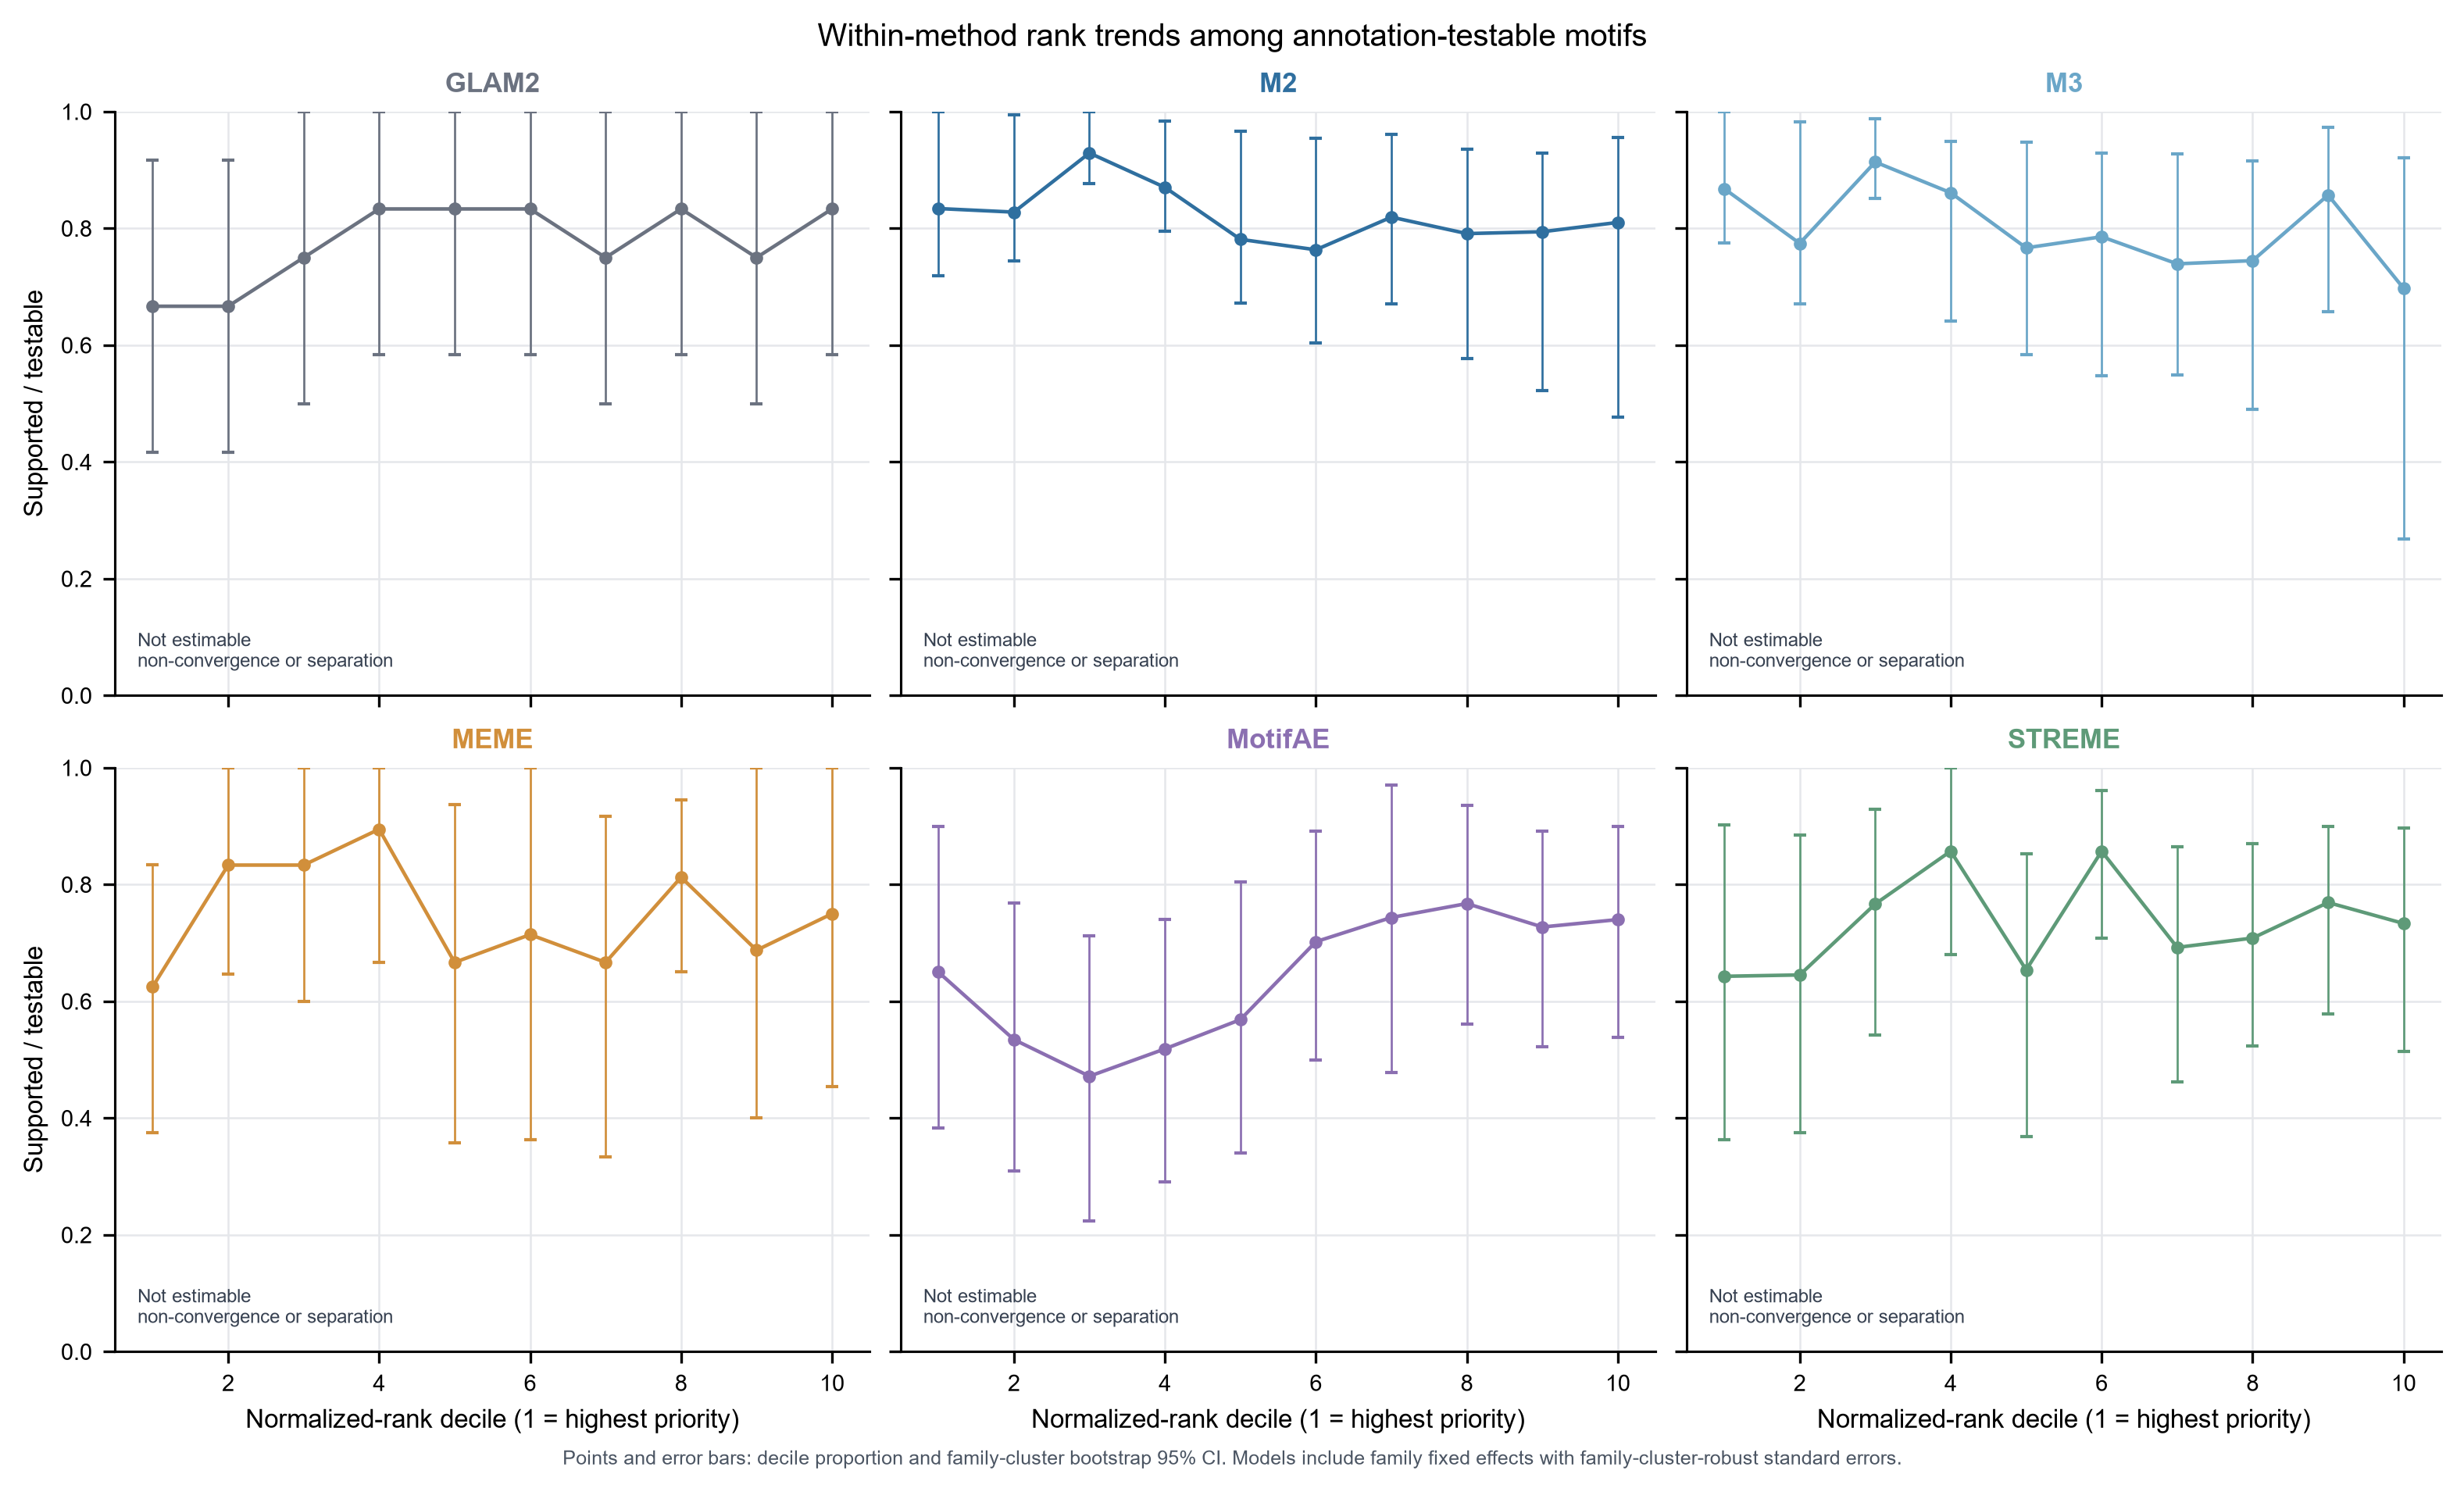 Within-method rank trends among annotation-testable motifs
GLAM2
M2
M3
1.0
0.8
0.6
0.4
0.2
0.0
Supported / testable
Not estimable
non-convergence or separation
Not estimable
non-convergence or separation
Not estimable
non-convergence or separation
MEME
MotifAE
STREME
1.0
0.8
0.6
0.4
0.2
0.0
Supported / testable
Not estimable
non-convergence or separation
Not estimable
non-convergence or separation
Not estimable
non-convergence or separation
2 4 6 8 10
2 4 6 8 10
2 4 6 8 10
Normalized-rank decile (1 = highest priority)
Normalized-rank decile (1 = highest priority)
Normalized-rank decile (1 = highest priority)
Points and error bars: decile proportion and family-cluster bootstrap 95% CI. Models include family fixed effects with family-cluster-robust standard errors.